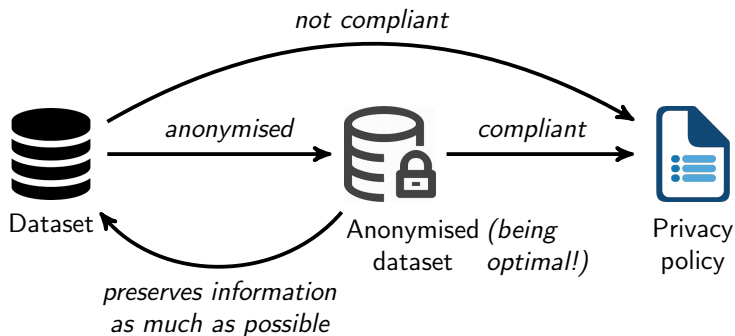 not compliant
anonymised
compliant
Dataset
Anonymised (being
dataset optimal!)
Privacy
policy
preserves information
as much as possible